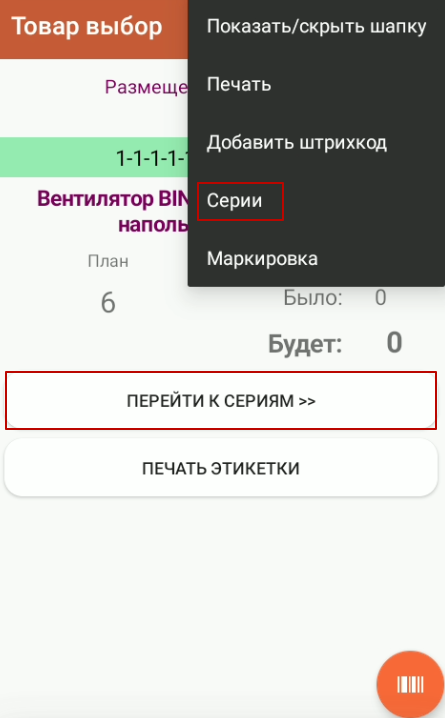 Товар выбор
Показать/скрыть шапку
Печать
Добавить штрихкод
Серии
Маркировка
Размеще
1-1-1-1-
Вентилятор BIN
наполь
План
6
Было: 0
Будет: 0
ПЕРЕЙТИ К СЕРИЯМ >>
ПЕЧАТЬ ЭТИКЕТКИ